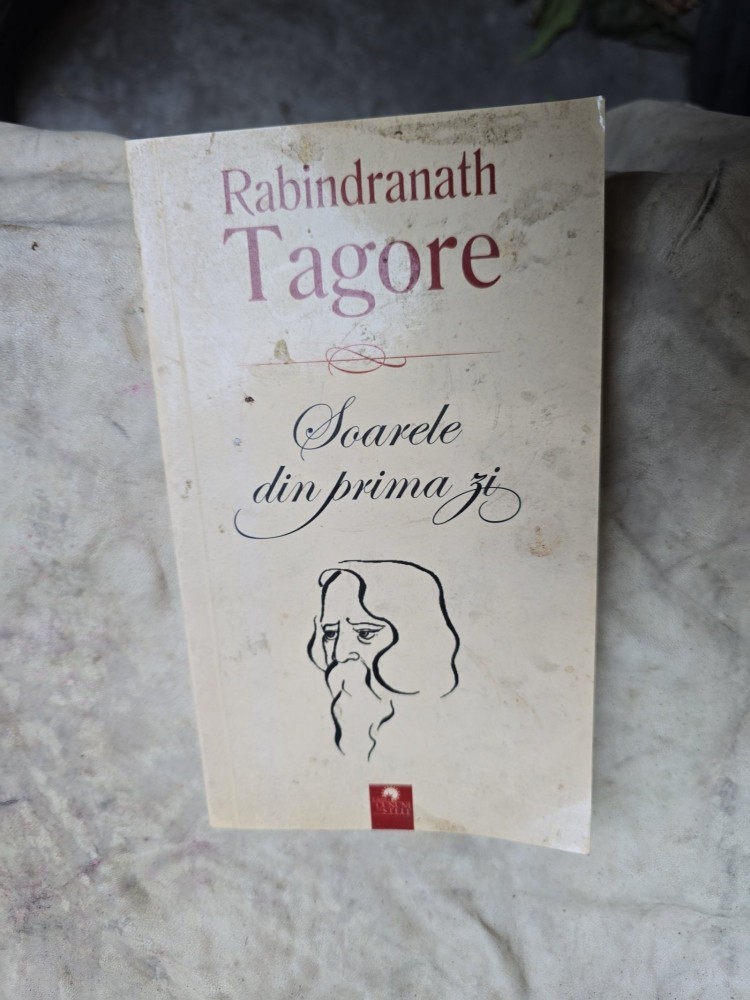 Rabindranath
Tagore
Soarele
din prima zi